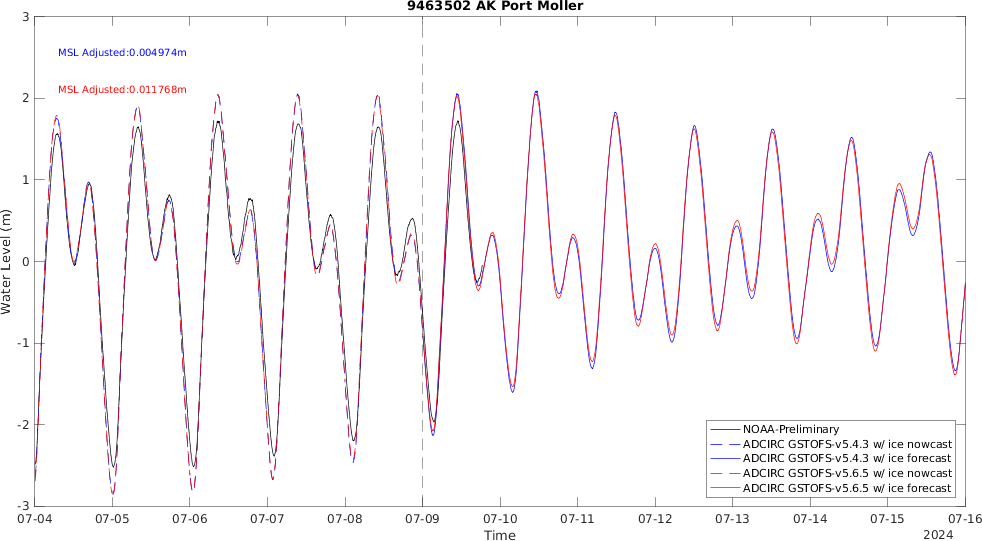 9463502 AK Port Moller
3
MSL Adjusted:0.004974m
MSL Adjusted:0.011768m
2
1
0
-1
-2
-3
Water Level (m)
NOAA-Preliminary
ADCIRC GSTOFS-v5.4.3 w/ ice nowcast
ADCIRC GSTOFS-v5.4.3 w/ ice forecast
ADCIRC GSTOFS-v5.6.5 w/ ice nowcast
ADCIRC GSTOFS-v5.6.5 w/ ice forecast
07-04 07-05 07-06 07-07 07-08 07-09 07-10 07-11 07-12 07-13 07-14 07-15 07-16
Time
2024